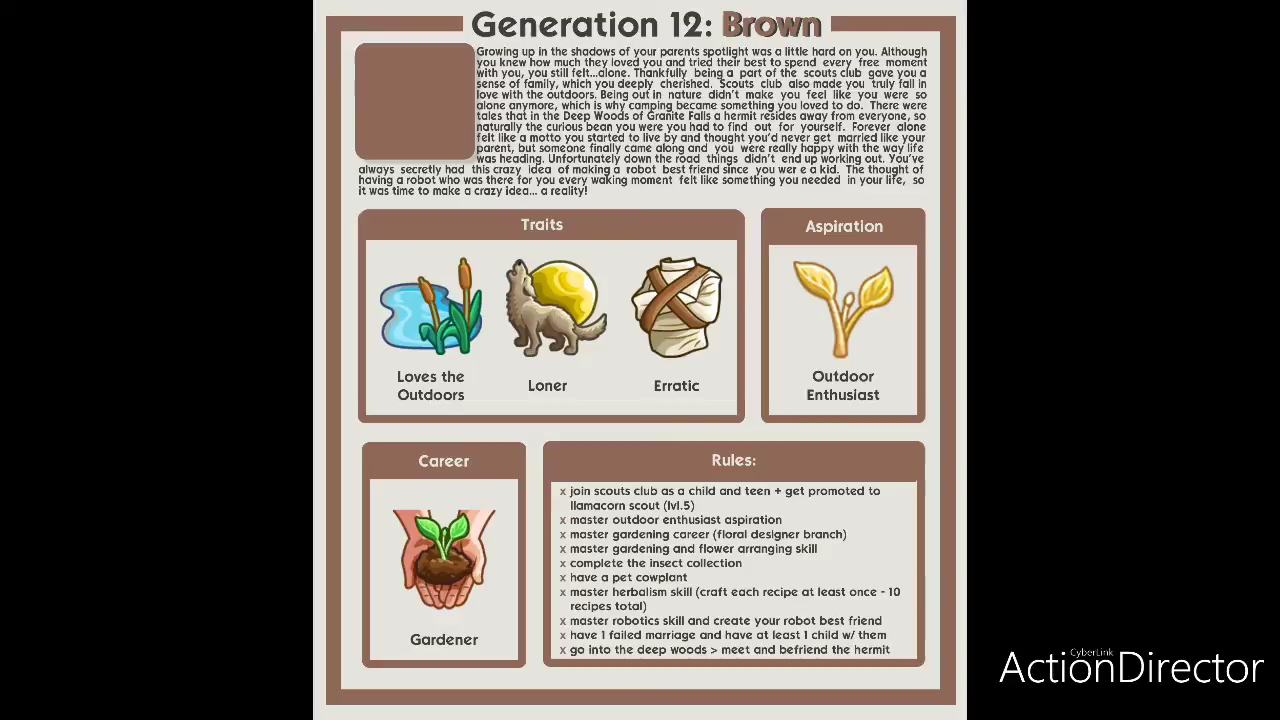 Generation 12: Brown
Growing up in the shadows of your parents spotlight was a little hard on you. Although
you knew how much they loved you and tried their best to spend every free moment
with you, you still felt...alone. Thankfully being a part of the scouts club gave you a
sense of family, which you deeply cherished. Scouts club also made you truly fall in
love with the outdoors. Being out in nature didn't make you feel like you were so
alone anymore, which is why camping became something you loved to do. There were
tales that in the Deep Woods of Granite Falls a hermit resides away from everyone, so
naturally the curious bean you were you had to find out for yourself. Forever alone
felt like a motto you started to live by and thought you'd never get married like your
parent, but someone finally came along and you were really happy with the way life
was heading. Unfortunately down the road things didn't end up working out. You've
always secretly had this crazy idea of making a robot best friend since you wer e a kid. The thought of
having a robot who was there for you every waking moment felt like something you needed in your life, so
it was time to make a crazy idea... a reality!
Traits
Aspiration
Loves the
Outdoors
Loner
Erratic
Outdoor
Enthusiast
Career
Gardener
Rules:
x join scouts club as a child and teen + get promoted to
llamacorn scout (lvl.5)
x master outdoor enthusiast aspiration
x master gardening career (floral designer branch)
x master gardening and flower arranging skill
x complete the insect collection
x have a pet cowplant
x master herbalism skill (craft each recipe at least once - 10
recipes total)
x master robotics skill and create your robot best friend
x have 1 failed marriage and have at least 1 child w/ them
x go into the deep woods > meet and befriend the hermit
CyberLink
ActionDirector